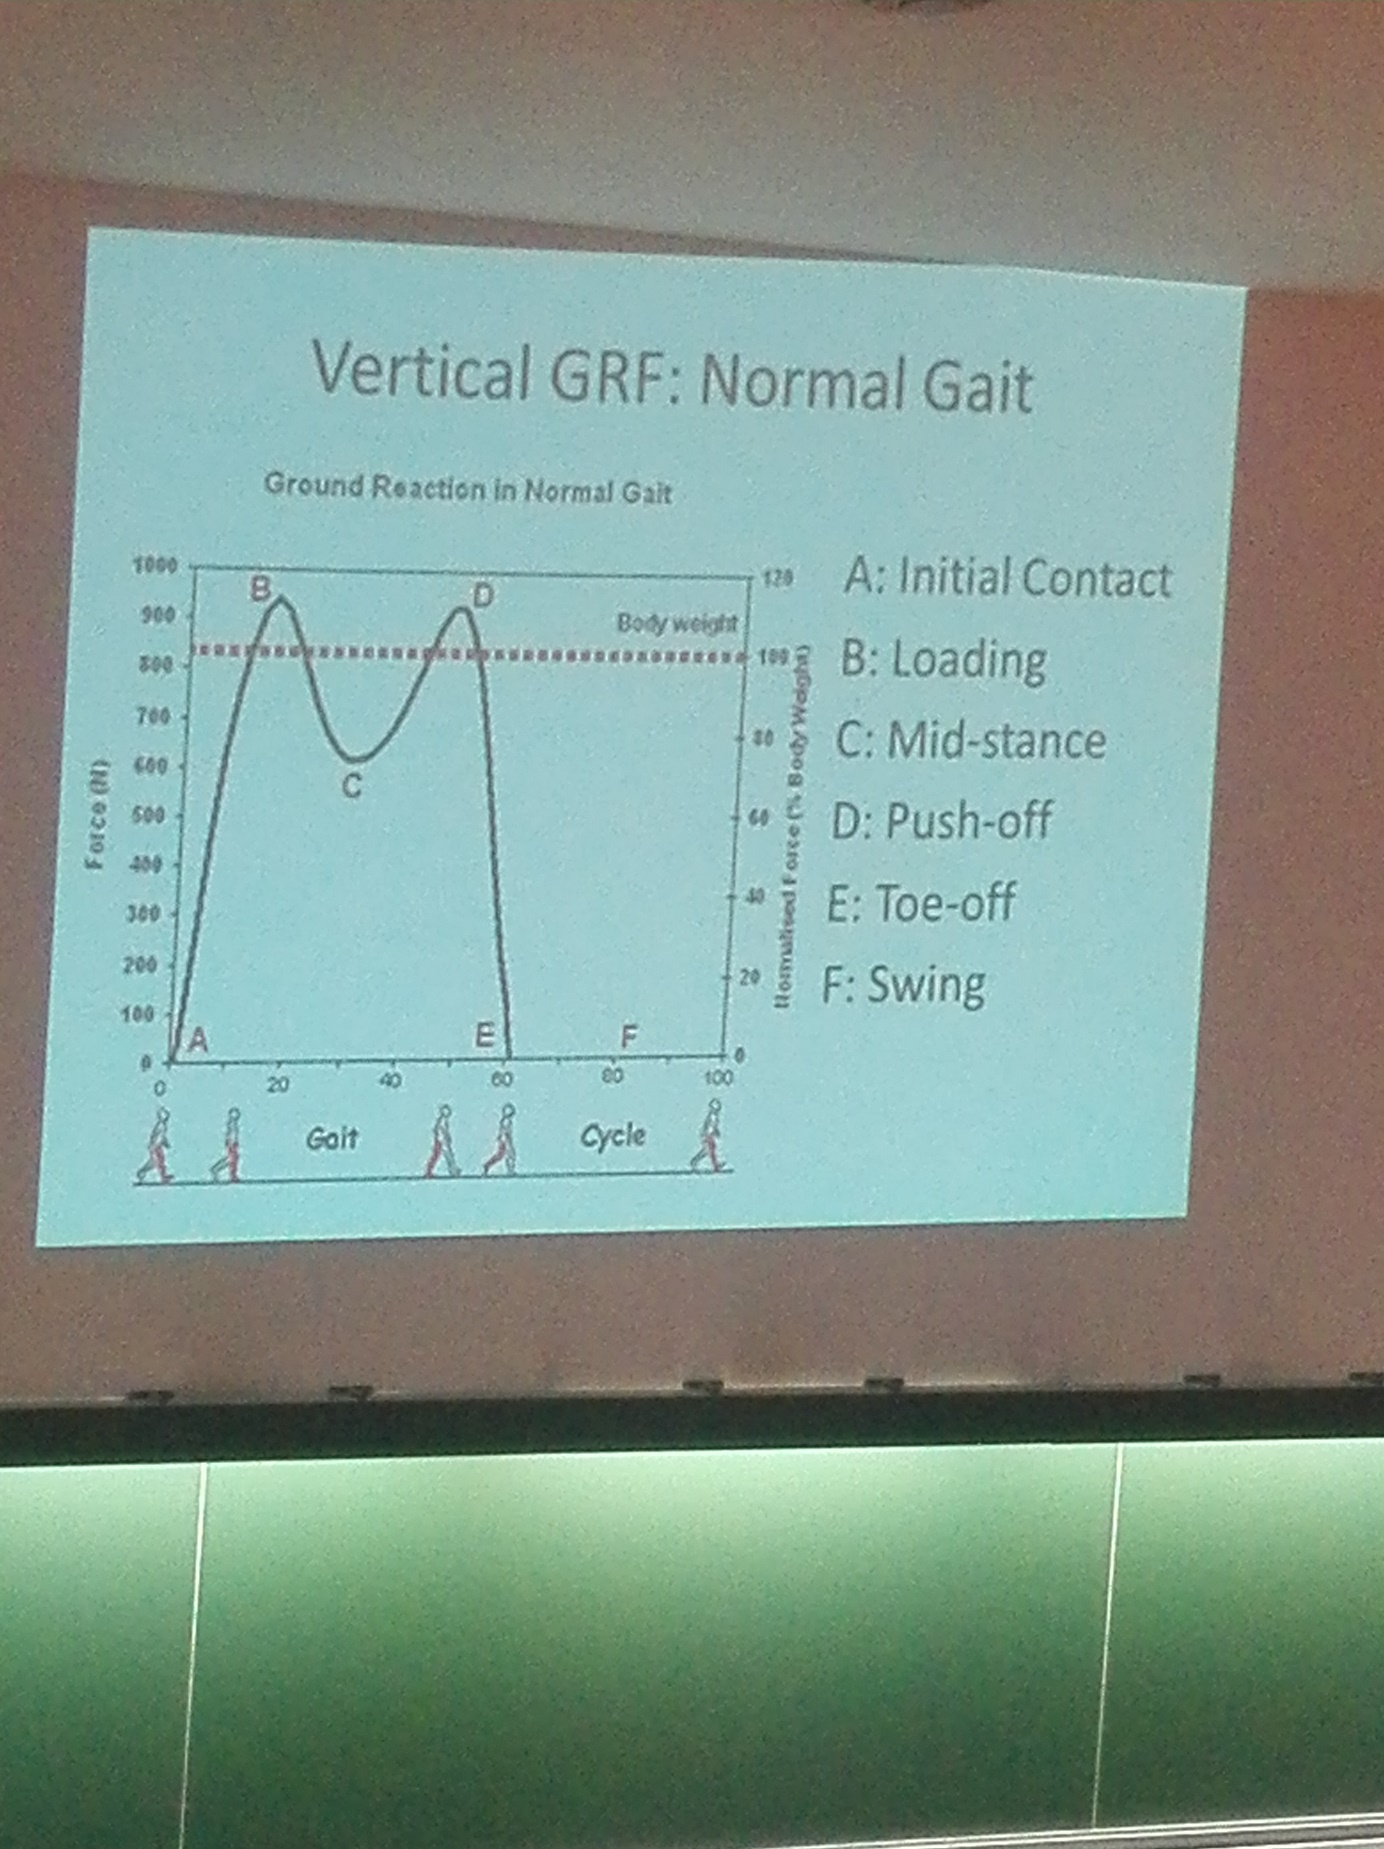 Vertical GRF: Normal Gait
Ground Reaction in Normal Gait
1000
900
800
700
600
500
400
300
200
100
0
Force (N)
B
D
C
A
E
F
Body weight
120
100
80
60
40
20
0
Normalised Force (% Body Weight)
0 20 40 60 80 100
Gait Cycle
A: Initial Contact
B: Loading
C: Mid-stance
D: Push-off
E: Toe-off
F: Swing